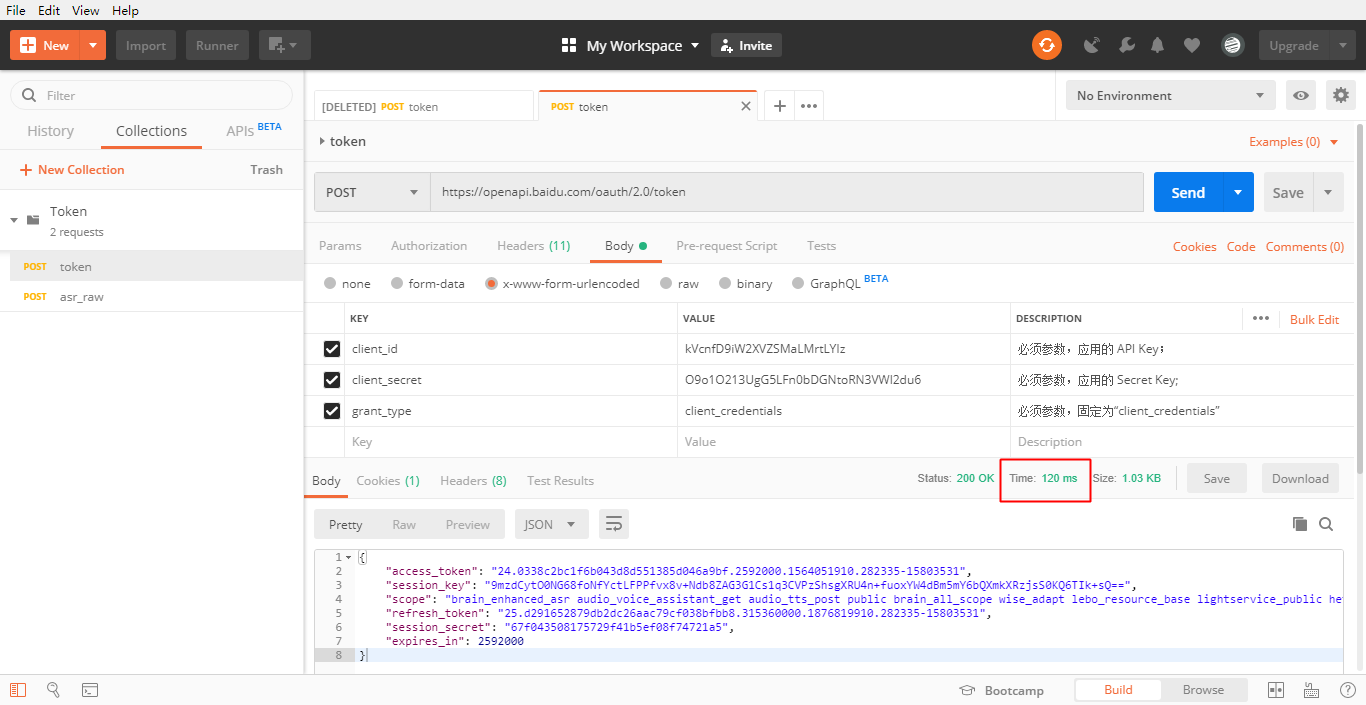 File Edit View Help
New Import Runner My Workspace Invite Upgrade
Filter
History Collections APIs BETA
New Collection Trash
Token
2 requests
POST token
POST asr_raw
[DELETED] POST token POST token No Environment
token Examples (0)
POST https://openapi.baidu.com/oauth/2.0/token Send Save
Params Authorization Headers (11) Body Pre-request Script Tests Cookies Code Comments (0)
none form-data x-www-form-urlencoded raw binary GraphQL BETA
KEY VALUE DESCRIPTION Bulk Edit
client_id kVcnfD9iW2XVZSMaLMrtLYIz 必须参数，应用的 API Key；
client_secret O9o1O213UgG5LFn0bDGNtoRN3VWI2du6 必须参数，应用的 Secret Key;
grant_type client_credentials 必须参数，固定为“client_credentials”
Key Value Description
Body Cookies (1) Headers (8) Test Results Status: 200 OK Time: 120 ms Size: 1.03 KB Save Download
Pretty Raw Preview JSON
1 {
2 "access_token": "24.0338c2bc1f6b043d8d551385d046a9bf.2592000.1564051910.282335-15803531",
3 "session_key": "9mzdCytO0NG68foNfYctLFPPfvx8v+Ndb8ZAG3G1Cs1q3CVPzShsgXRU4n+fuoxYW4dBm5mY6bQXmkXRzjsS0KQ6TIk+sQ==",
4 "scope": "brain_enhanced_asr audio_voice_assistant_get audio_tts_post public brain_all_scope wise_adapt lebo_resource_base lightservice_public he
5 "refresh_token": "25.d291652879db2dc26aac79cf038bfbb8.315360000.1876819910.282335-15803531",
6 "session_secret": "67f043508175729f41b5ef08f74721a5",
7 "expires_in": 2592000
8 }
Bootcamp Build Browse